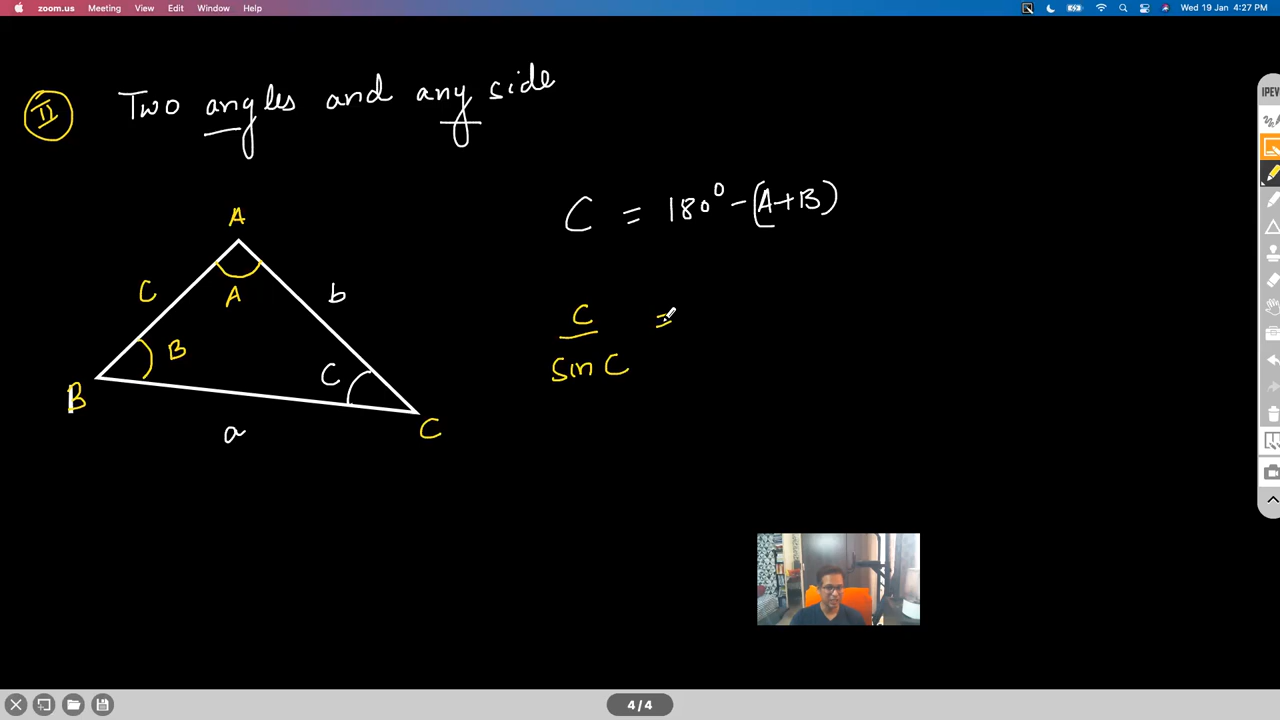 zoom.us Meeting View Edit Window Help Wed 19 Jan 4:27 PM
II Two angles and any side
IPEV
C = 180° - (A+B)
A
c
A
b
B
C
B
a
C
c
sin C
=
4/4